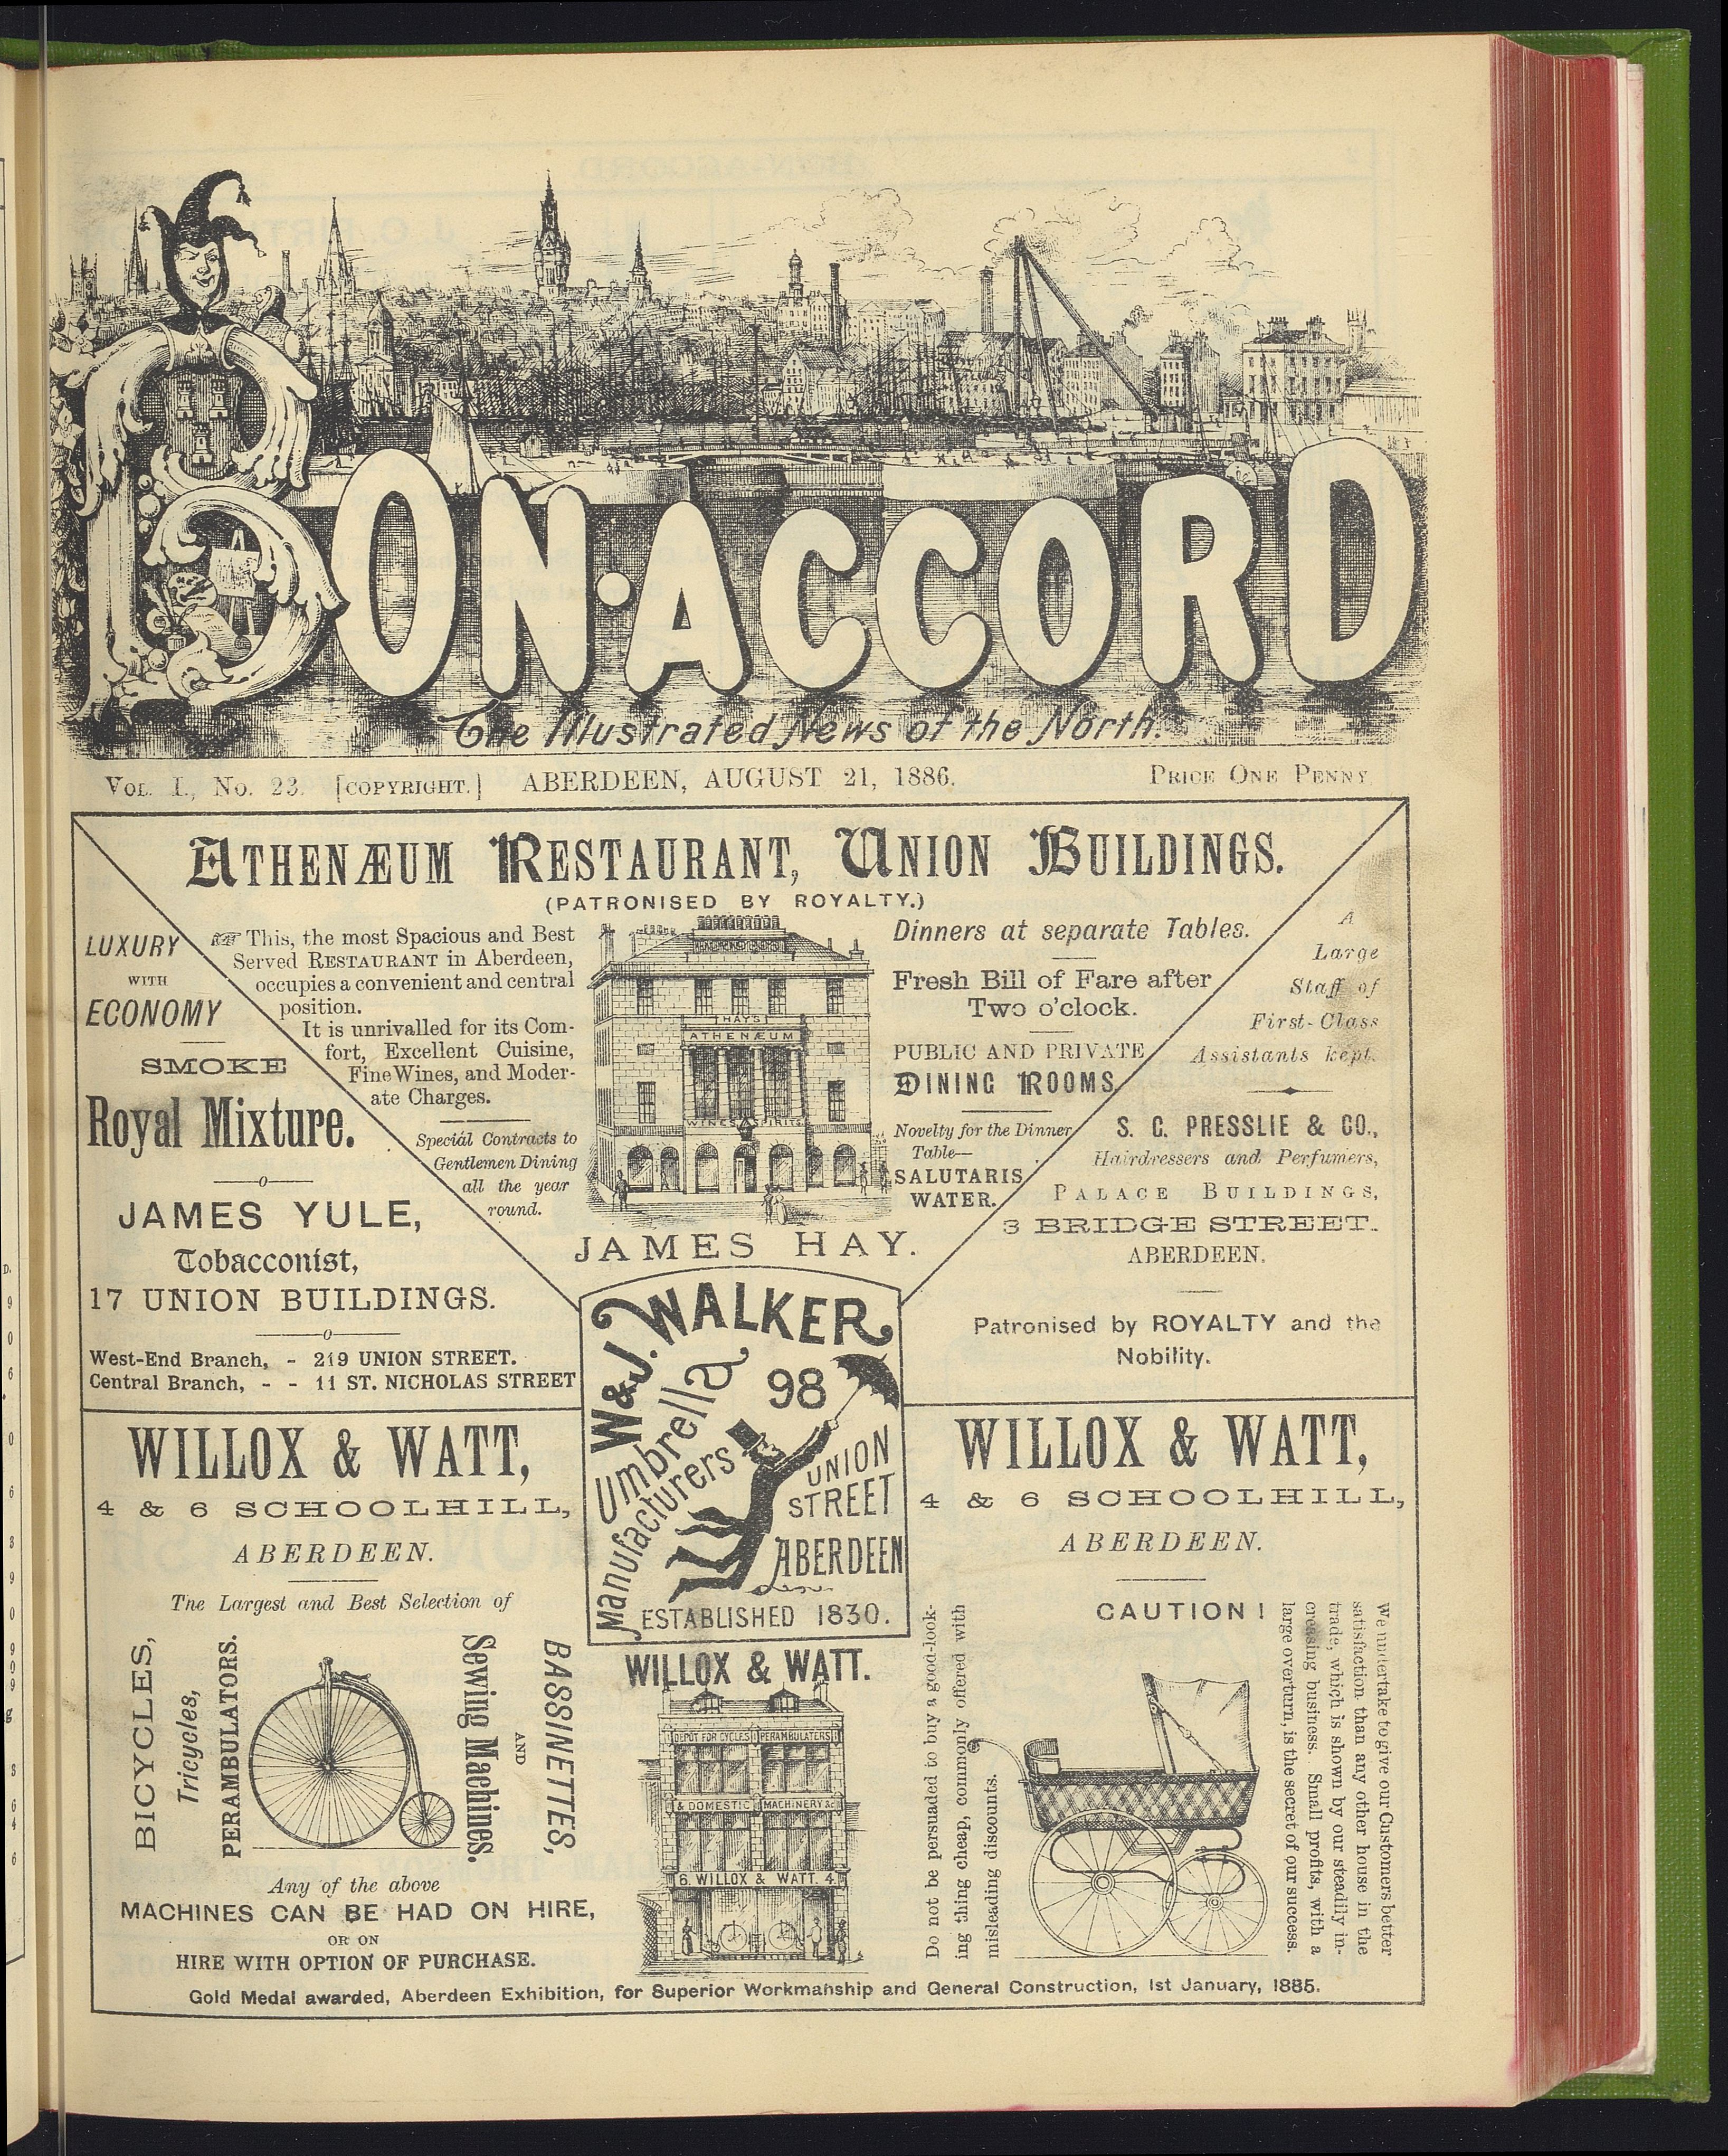 BON·ACCORD
The Illustrated News of the North.
VOL. I., No. 23. [COPYRIGHT.] ABERDEEN, AUGUST 21, 1886. PRICE ONE PENNY.
ATHENÆUM RESTAURANT, UNION BUILDINGS.
(PATRONISED BY ROYALTY.)
LUXURY
WITH
ECONOMY
SMOKE
Royal Mixture.
JAMES YULE,
Tobacconist,
17 UNION BUILDINGS.
West-End Branch, - 219 UNION STREET.
Central Branch, - - 11 ST. NICHOLAS STREET
☞ This, the most Spacious and Best
Served RESTAURANT in Aberdeen,
occupies a convenient and central
position.
It is unrivalled for its Com-
fort, Excellent Cuisine,
Fine Wines, and Moder-
ate Charges.
Special Contracts to
Gentlemen Dining
all the year
round.
HAY'S
ATHENÆUM
WINES SPIRITS
JAMES HAY.
Dinners at separate Tables.
Fresh Bill of Fare after
Two o'clock.
PUBLIC AND PRIVATE
DINING ROOMS.
Novelty for the Dinner
Table—
SALUTARIS
WATER.
A
Large
Staff of
First-Class
Assistants kept.
S. C. PRESSLIE & CO.,
Hairdressers and Perfumers,
PALACE BUILDINGS,
3 BRIDGE STREET.
ABERDEEN.
Patronised by ROYALTY and the
Nobility.
W & J. WALKER
Umbrella
Manufacturers
98
UNION
STREET
ABERDEEN
ESTABLISHED 1830.
WILLOX & WATT,
4 & 6 SCHOOLHILL,
ABERDEEN.
The Largest and Best Selection of
BICYCLES,
Tricycles,
PERAMBULATORS.
BASSINETTES,
AND
Sewing Machines.
Any of the above
MACHINES CAN BE HAD ON HIRE,
OR ON
HIRE WITH OPTION OF PURCHASE.
WILLOX & WATT.
DEPOT FOR CYCLES PERAMBULATERS
& DOMESTIC MACHINERY &c
6. WILLOX & WATT. 4
WILLOX & WATT,
4 & 6 SCHOOLHILL,
ABERDEEN.
CAUTION!
Do not be persuaded to buy a good-look-
ing thing cheap, commonly offered with
misleading discounts.
We undertake to give our Customers better
satisfaction than any other house in the
trade, which is shown by our steadily in-
creasing business. Small profits, with a
large overturn, is the secret of our success.
Gold Medal awarded, Aberdeen Exhibition, for Superior Workmanship and General Construction, 1st January, 1885.